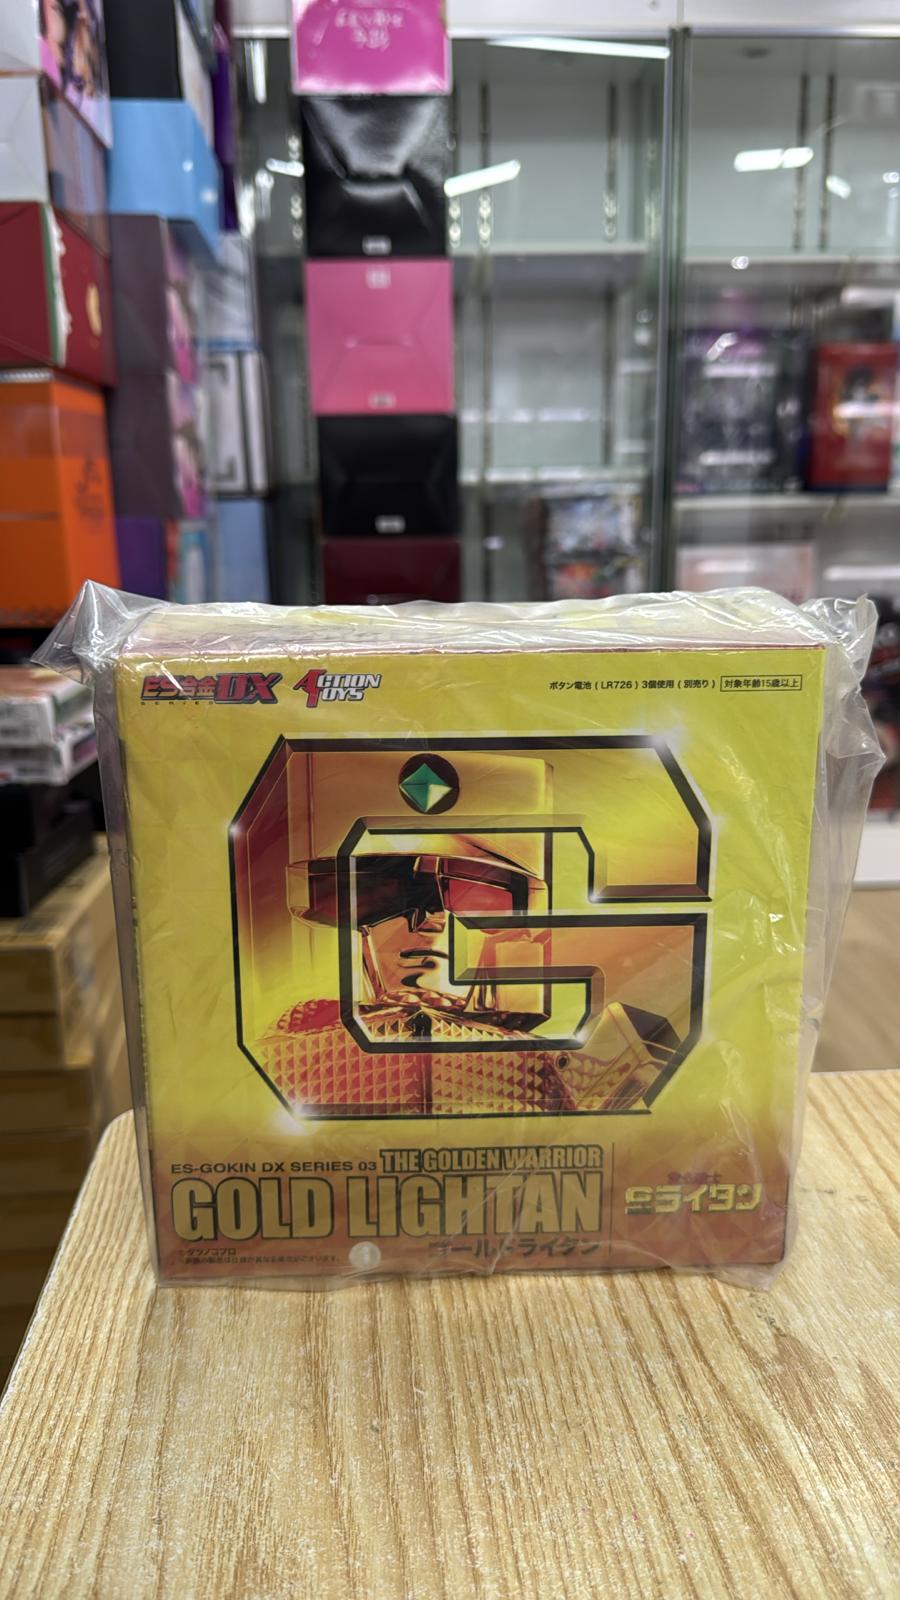 ES合金DX
SERIES
ACTION TOYS
ボタン電池 ( LR726 ) 3個使用 ( 別売り ) 対象年齢15歳以上
ES-GOKIN DX SERIES 03 THE GOLDEN WARRIOR
GOLD LIGHTAN
ゴールドライタン
Gライタン
©タツノコプロ